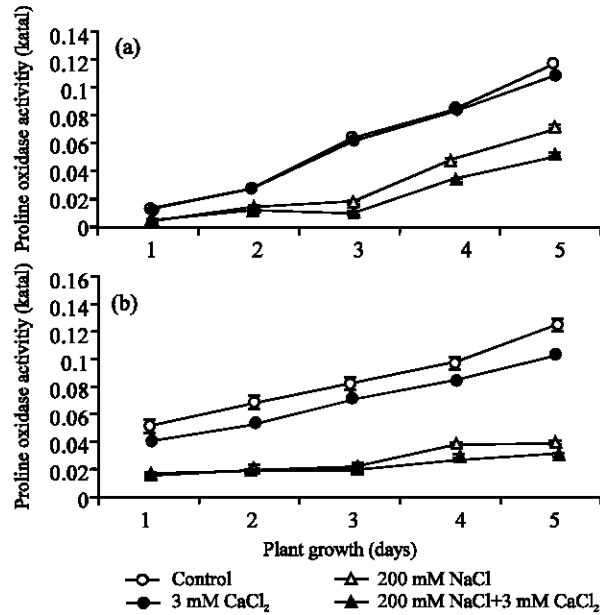 Proline oxidase activitiy (katal)
0.14
(a)
0.12
0.1
0.08
0.06
0.04
0.02
0
1 2 3 4 5
Proline oxidase activitiy (katal)
0.16
(b)
0.14
0.12
0.1
0.08
0.06
0.04
0.02
0
1 2 3 4 5
Plant growth (days)
Control 200 mM NaCl
3 mM CaCl₂ 200 mM NaCl+3 mM CaCl₂